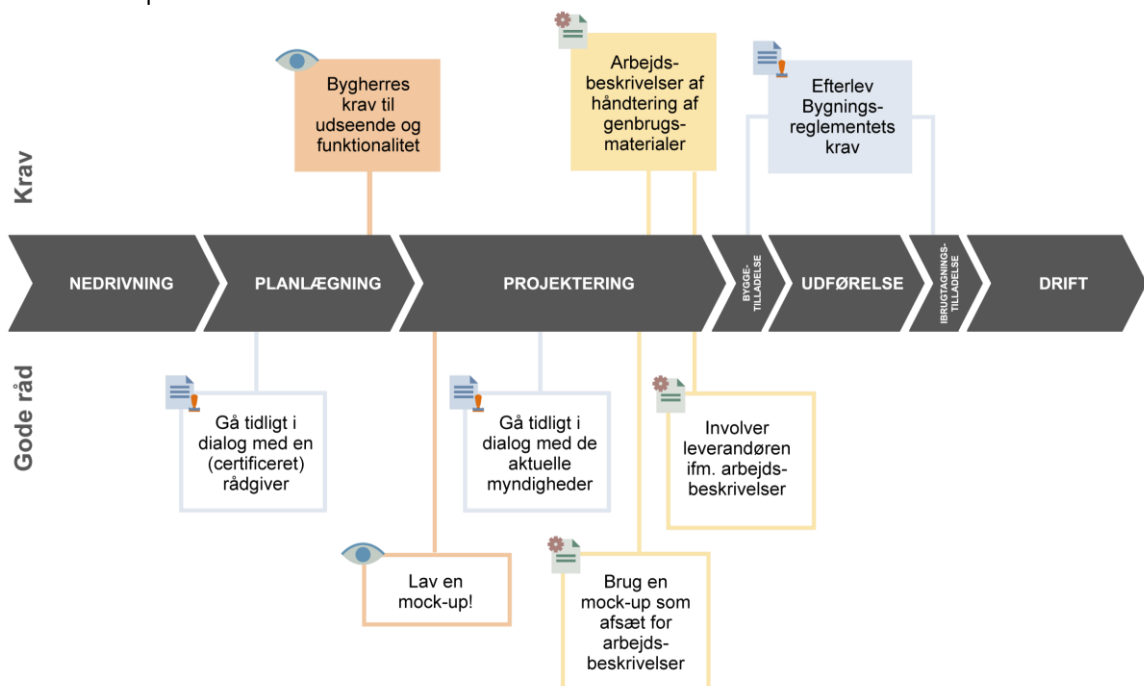 Bygherres
krav til
udseende og
funktionalitet
Arbejds-
beskrivelser af
håndtering af
genbrugs-
materialer
Efterlev
Bygnings-
reglementets
krav
Krav
NEDRIVNING
PLANLÆGNING
PROJEKTERING
BYGGE-
TILLADELSE
UDFØRELSE
IBRUGTAGNINGS-
TILLADELSE
DRIFT
Gode råd
Gå tidligt i
dialog med en
(certificeret)
rådgiver
Gå tidligt i
dialog med de
aktuelle
myndigheder
Involver
leverandøren
ifm. arbejds-
beskrivelser
Lav en
mock-up!
Brug en
mock-up som
afsæt for
arbejds-
beskrivelser